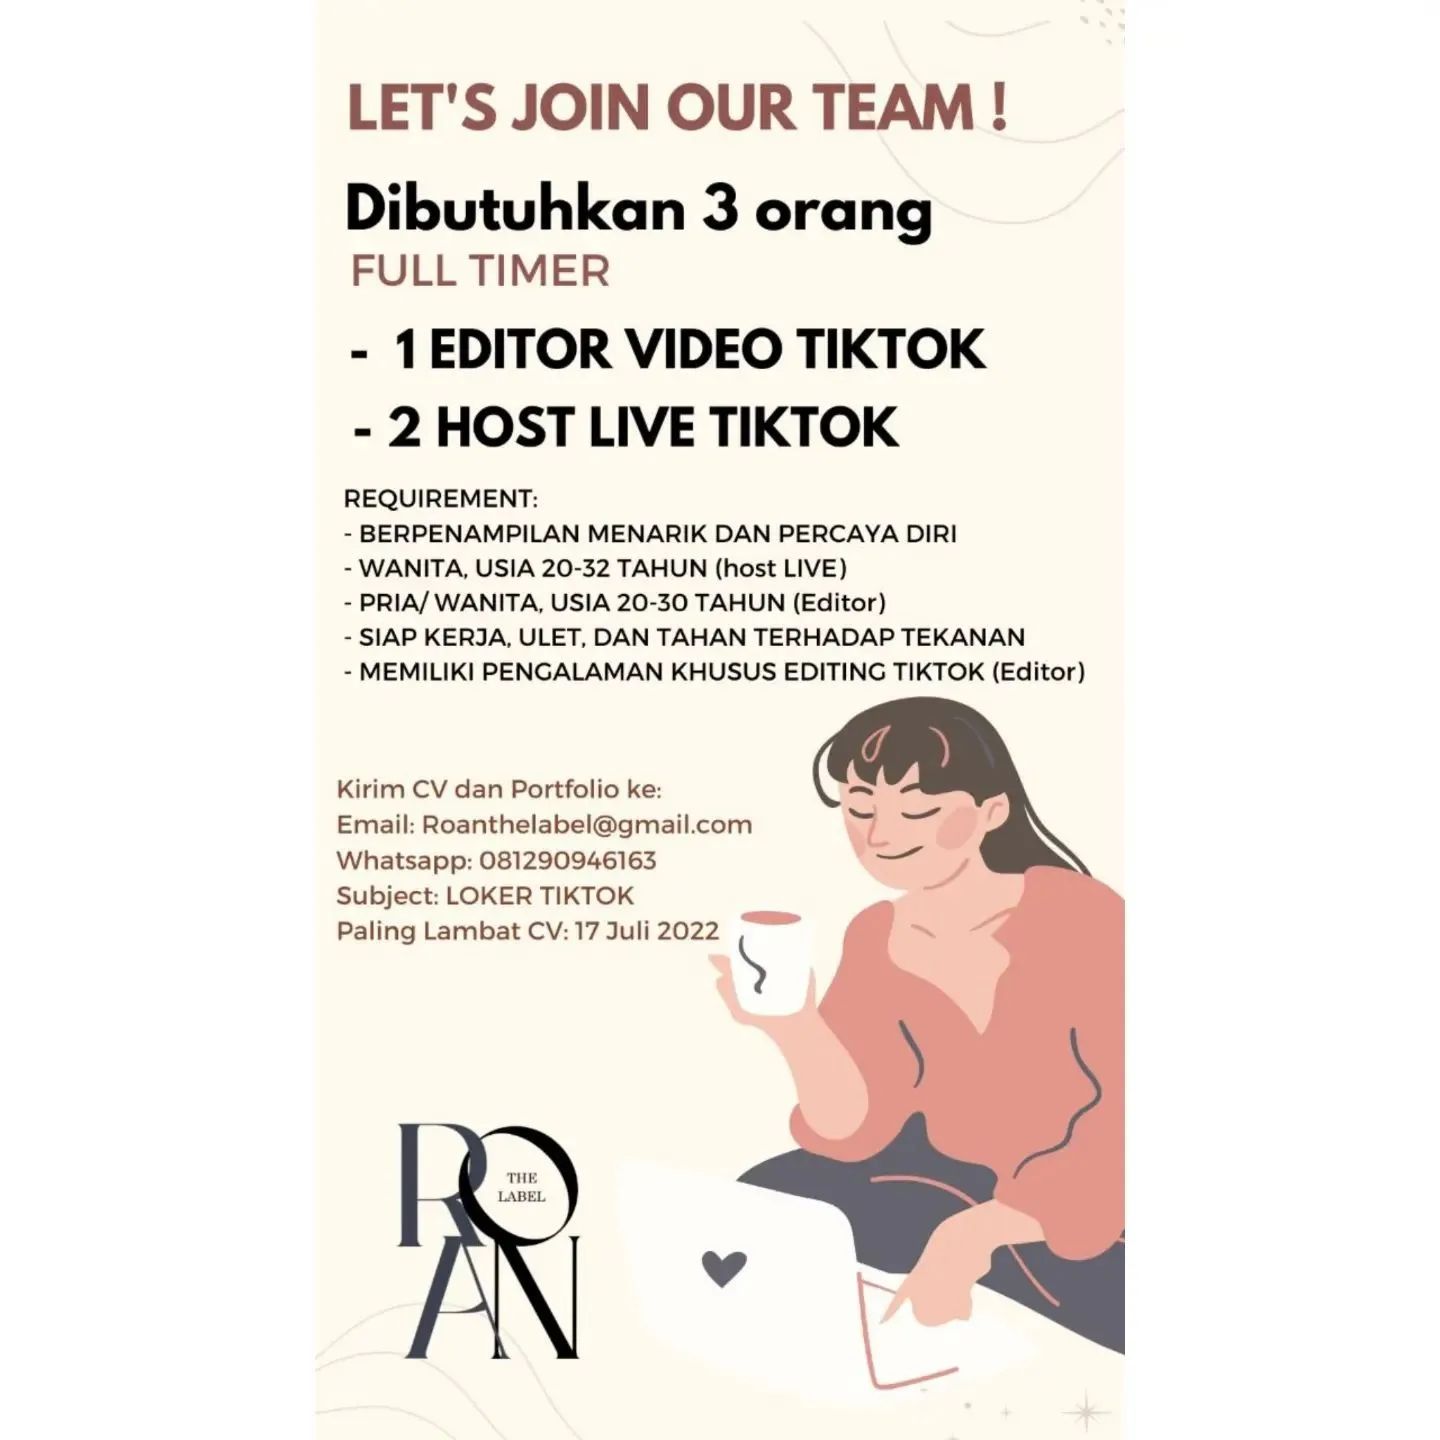 LET'S JOIN OUR TEAM !
Dibutuhkan 3 orang
FULL TIMER
- 1 EDITOR VIDEO TIKTOK
- 2 HOST LIVE TIKTOK
REQUIREMENT:
- BERPENAMPILAN MENARIK DAN PERCAYA DIRI
- WANITA, USIA 20-32 TAHUN (host LIVE)
- PRIA/ WANITA, USIA 20-30 TAHUN (Editor)
- SIAP KERJA, ULET, DAN TAHAN TERHADAP TEKANAN
- MEMILIKI PENGALAMAN KHUSUS EDITING TIKTOK (Editor)
Kirim CV dan Portfolio ke:
Email: Roanthelabel@gmail.com
Whatsapp: 081290946163
Subject: LOKER TIKTOK
Paling Lambat CV: 17 Juli 2022
RO
THE
LABEL
AN